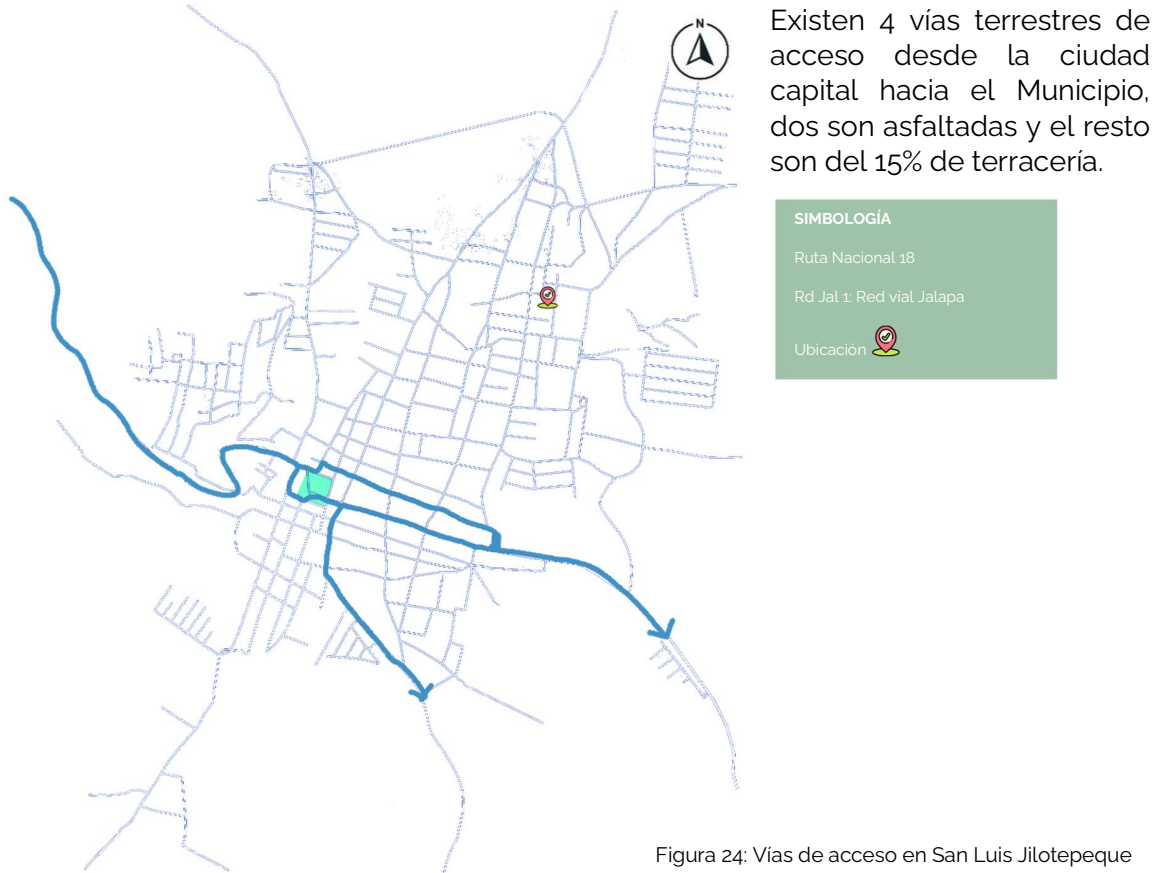 N
Existen 4 vías terrestres de
acceso desde la ciudad
capital hacia el Municipio,
dos son asfaltadas y el resto
son del 15% de terracería.
SIMBOLOGÍA
Ruta Nacional 18
Rd Jal 1: Red vial Jalapa
Ubicación
Figura 24: Vías de acceso en San Luis Jilotepeque